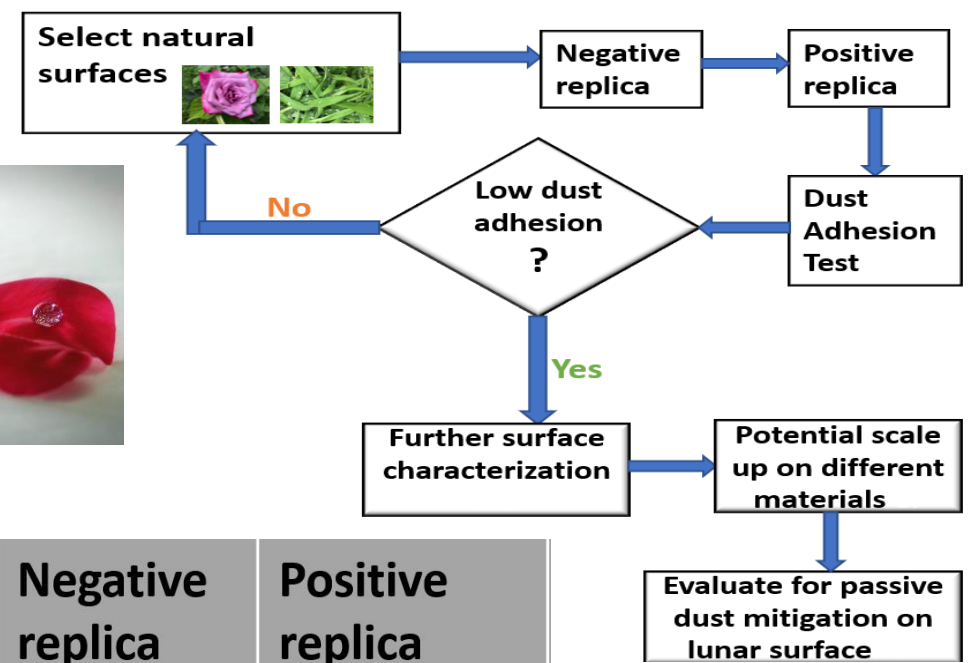 Select natural
surfaces
Negative
replica
Positive
replica
Dust
Adhesion
Test
Low dust
adhesion
?
No
Yes
Further surface
characterization
Potential scale
up on different
materials
Evaluate for passive
dust mitigation on
lunar surface
Negative
replica
Positive
replica